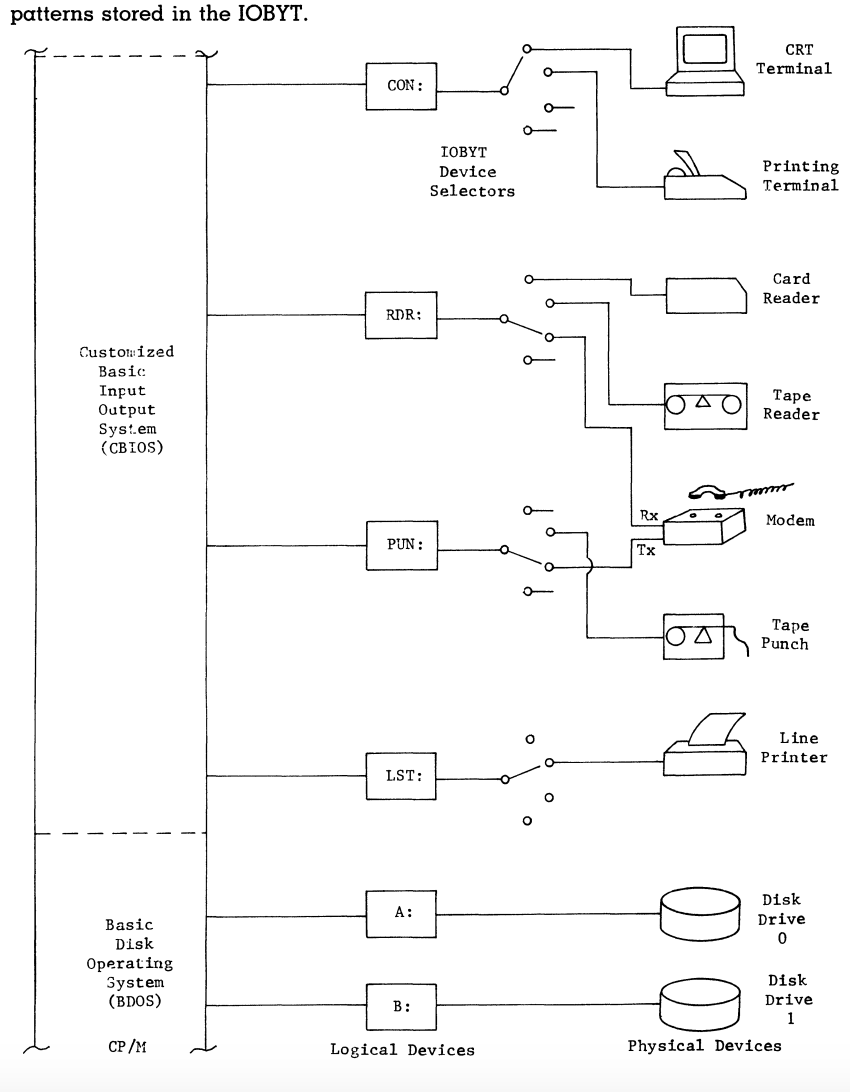 patterns stored in the IOBYT.
CRT
Terminal
CON:
IOBYT
Device
Selectors
Printing
Terminal
Card
Reader
RDR:
Customized
Basic
Input
Output
System
(CBIOS)
Tape
Reader
Rx
Modem
PUN:
Tx
Tape
Punch
Line
Printer
LST:
Disk
Drive
0
A:
Basic
Disk
Operating
System
(BDOS)
Disk
Drive
1
B:
CP/M
Logical Devices
Physical Devices